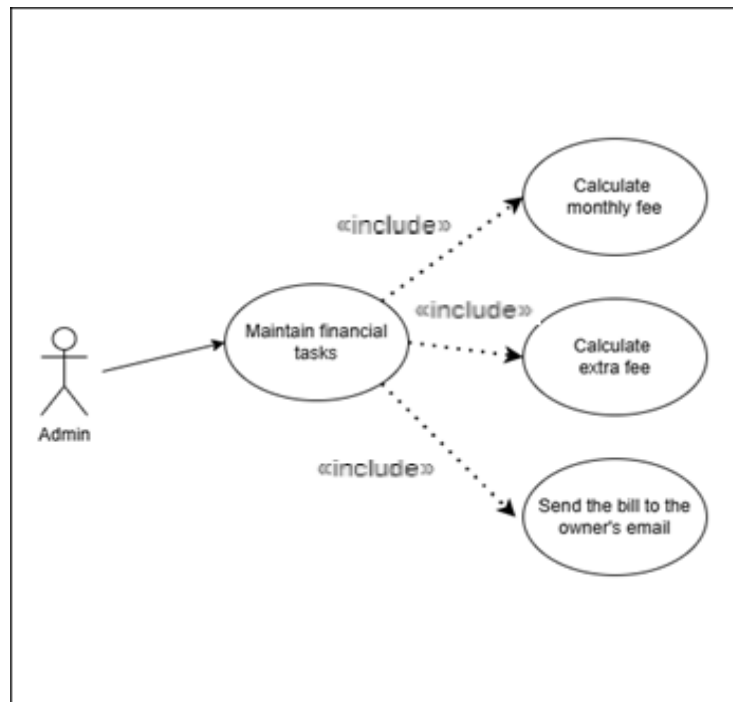 Calculate
monthly fee
«include»
«include»
Maintain financial
tasks
Calculate
extra fee
Admin
«include»
Send the bill to the
owner's email